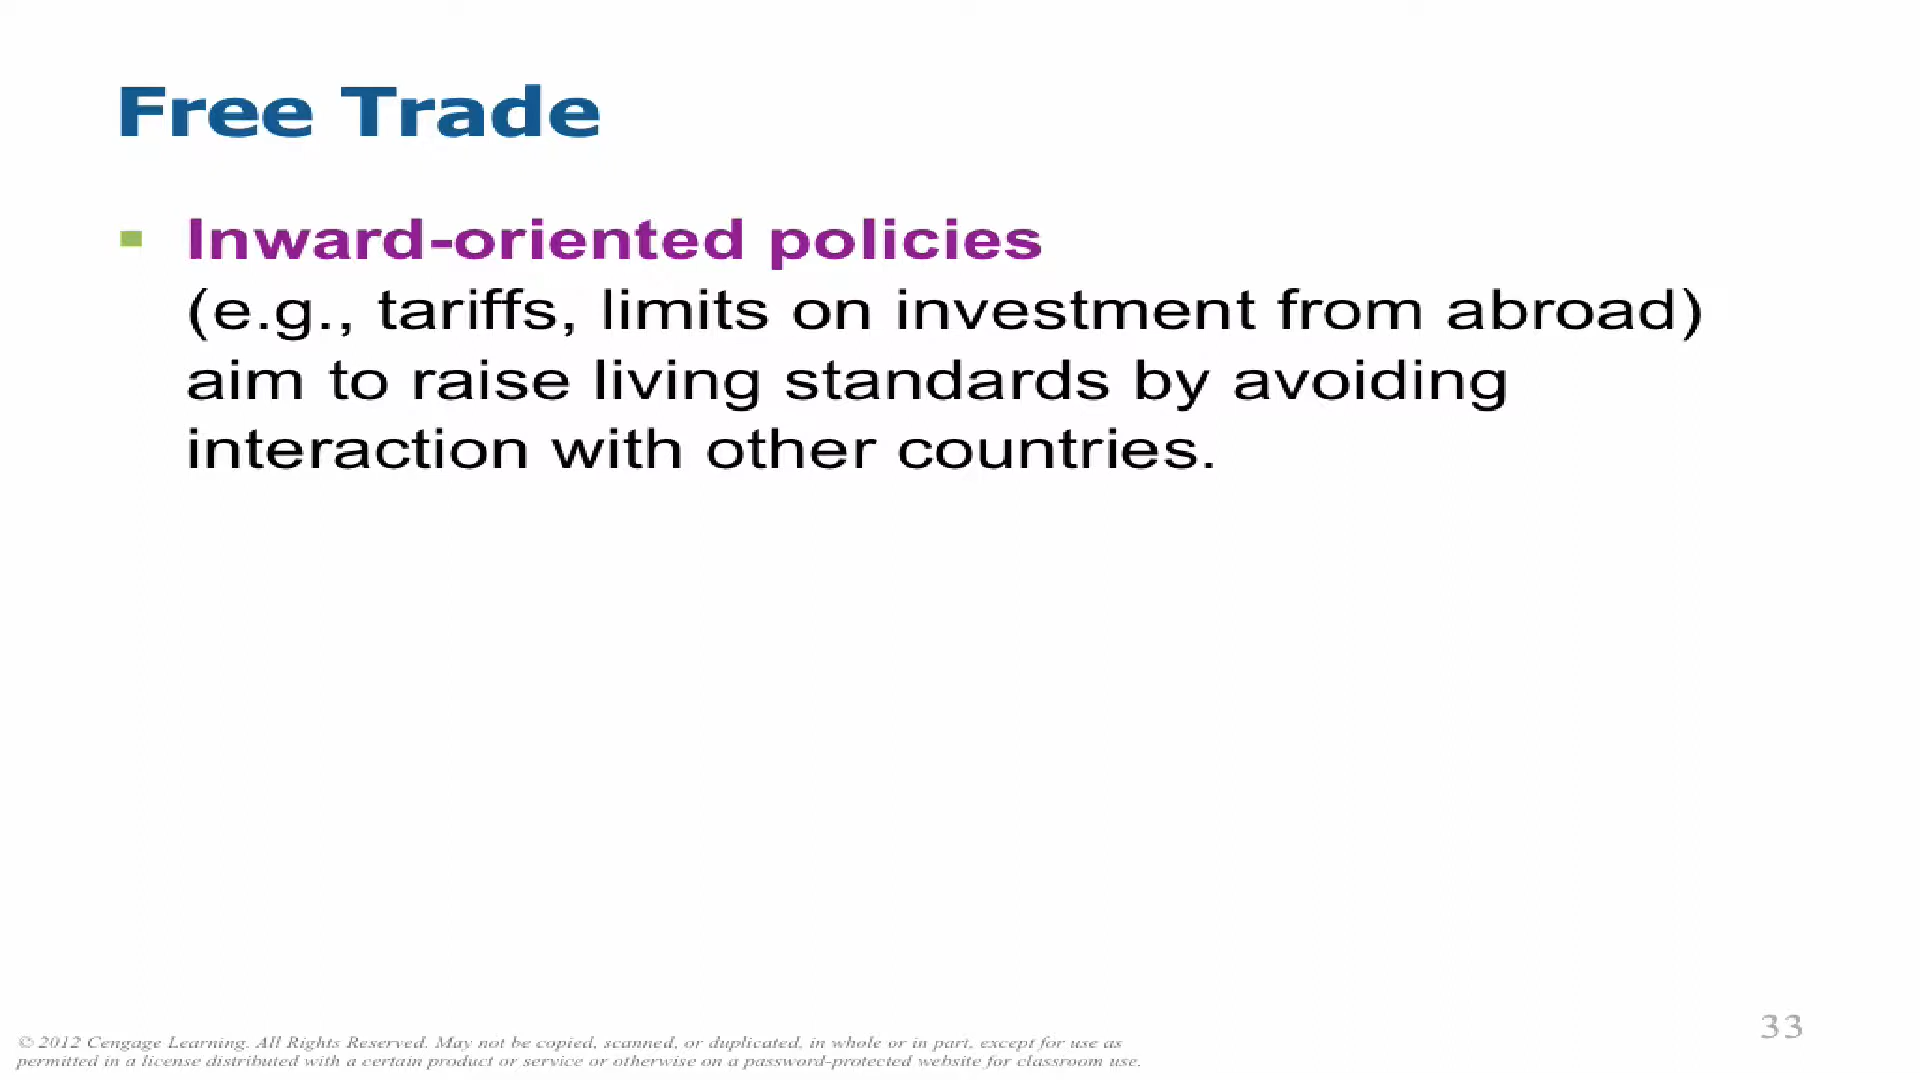 Free Trade
Inward-oriented policies
(e.g., tariffs, limits on investment from abroad)
aim to raise living standards by avoiding
interaction with other countries.
33
© 2012 Cengage Learning. All Rights Reserved. May not be copied, scanned, or duplicated, in whole or in part, except for use as
permitted in a license distributed with a certain product or service or otherwise on a password-protected website for classroom use.